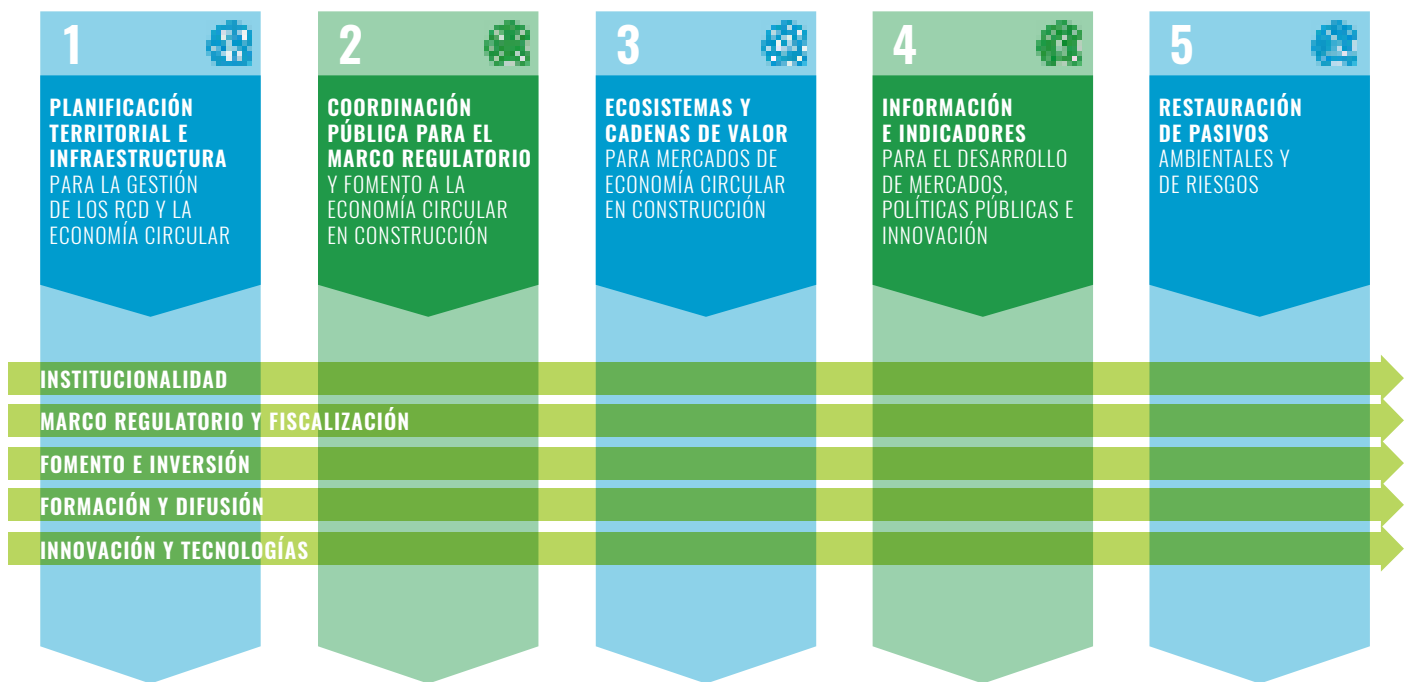 1
PLANIFICACIÓN
TERRITORIAL E
INFRAESTRUCTURA
PARA LA GESTIÓN
DE LOS RCD Y LA
ECONOMÍA CIRCULAR
2
COORDINACIÓN
PÚBLICA PARA EL
MARCO REGULATORIO
Y FOMENTO A LA
ECONOMÍA CIRCULAR
EN CONSTRUCCIÓN
3
ECOSISTEMAS Y
CADENAS DE VALOR
PARA MERCADOS DE
ECONOMÍA CIRCULAR
EN CONSTRUCCIÓN
4
INFORMACIÓN
E INDICADORES
PARA EL DESARROLLO
DE MERCADOS,
POLÍTICAS PÚBLICAS E
INNOVACIÓN
5
RESTAURACIÓN
DE PASIVOS
AMBIENTALES Y
DE RIESGOS
INSTITUCIONALIDAD
MARCO REGULATORIO Y FISCALIZACIÓN
FOMENTO E INVERSIÓN
FORMACIÓN Y DIFUSIÓN
INNOVACIÓN Y TECNOLOGÍAS